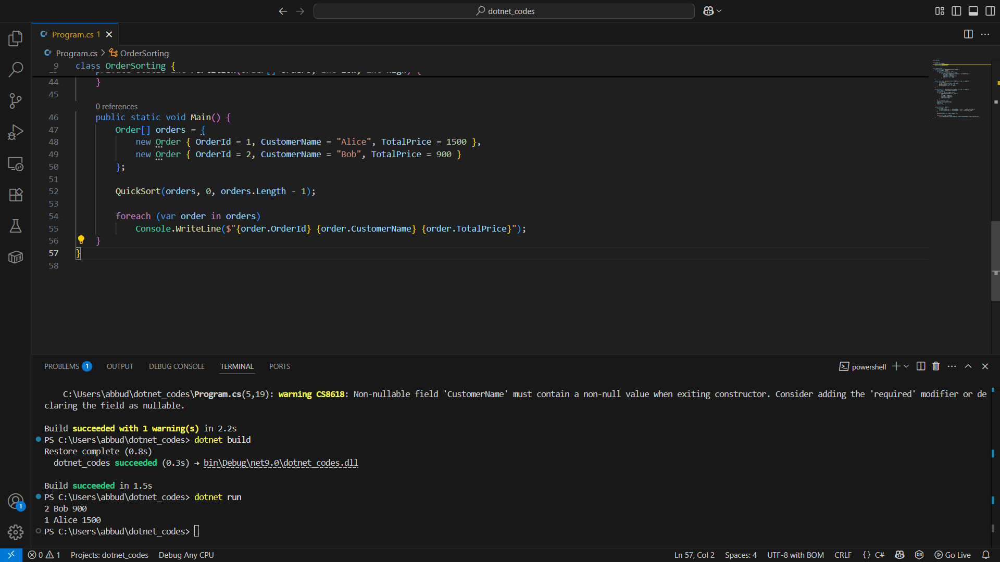 dotnet_codes
Program.cs 1
Program.cs > OrderSorting
9 class OrderSorting {
44 }
45
0 references
46 public static void Main() {
47 Order[] orders = {
48 new Order { OrderId = 1, CustomerName = "Alice", TotalPrice = 1500 },
49 new Order { OrderId = 2, CustomerName = "Bob", TotalPrice = 900 }
50 };
51
52 QuickSort(orders, 0, orders.Length - 1);
53
54 foreach (var order in orders)
55 Console.WriteLine($"{order.OrderId} {order.CustomerName} {order.TotalPrice}");
56 }
57 }
58
PROBLEMS 1 OUTPUT DEBUG CONSOLE TERMINAL PORTS
powershell
C:\Users\abbud\dotnet_codes\Program.cs(5,19): warning CS8618: Non-nullable field 'CustomerName' must contain a non-null value when exiting constructor. Consider adding the 'required' modifier or de
claring the field as nullable.
Build succeeded with 1 warning(s) in 2.2s
PS C:\Users\abbud\dotnet_codes> dotnet build
Restore complete (0.8s)
dotnet_codes succeeded (0.3s) → bin\Debug\net9.0\dotnet_codes.dll
Build succeeded in 1.5s
PS C:\Users\abbud\dotnet_codes> dotnet run
2 Bob 900
1 Alice 1500
PS C:\Users\abbud\dotnet_codes>
1
0 1 Projects: dotnet_codes Debug Any CPU Ln 57, Col 2 Spaces: 4 UTF-8 with BOM CRLF {} C# Go Live